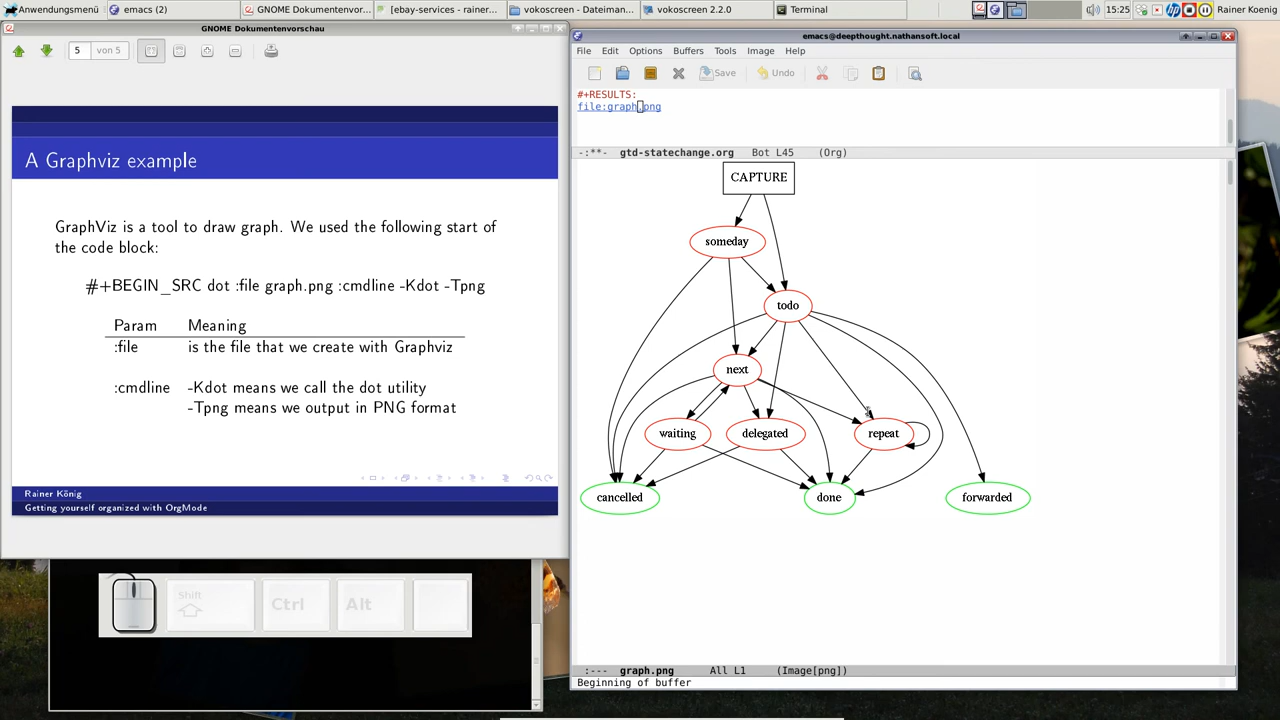 Anwendungsmenü
emacs (2)
GNOME Dokumentenvor...
[ebay-services - rainer...
vokoscreen - Dateiman...
vokoscreen 2.2.0
Terminal
15:25
Rainer Koenig
GNOME Dokumentenvorschau
5 von 5
A Graphviz example
GraphViz is a tool to draw graph. We used the following start of
the code block:
#+BEGIN_SRC dot :file graph.png :cmdline -Kdot -Tpng
Param Meaning
:file is the file that we create with Graphviz
:cmdline -Kdot means we call the dot utility
-Tpng means we output in PNG format
Rainer König
Getting yourself organized with OrgMode
Shift
Ctrl
Alt
emacs@deepthought.nathansoft.local
File Edit Options Buffers Tools Image Help
Save Undo
#+RESULTS:
file:graph.png
-:**- gtd-statechange.org Bot L45 (Org)
CAPTURE
someday
todo
next
waiting delegated repeat
cancelled done forwarded
:--- graph.png All L1 (Image[png])
Beginning of buffer